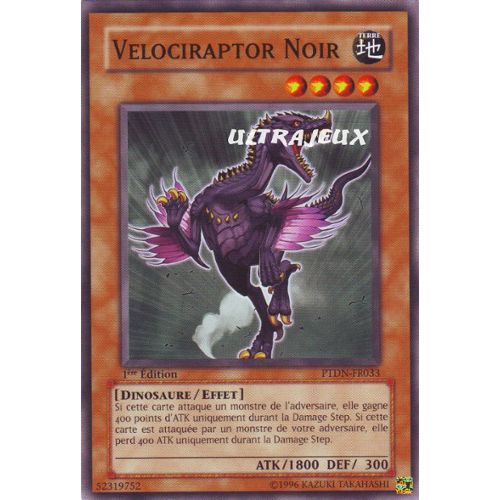 VELOCIRAPTOR NOIR
TERRE
地
ULTRAJEUX
1ère Édition
PTDN-FR033
[DINOSAURE/EFFET]
Si cette carte attaque un monstre de l'adversaire, elle gagne
400 points d'ATK uniquement durant la Damage Step. Si cette
carte est attaquée par un monstre de votre adversaire, elle
perd 400 ATK uniquement durant la Damage Step.
ATK/1800 DEF/ 300
52319752
©1996 KAZUKI TAKAHASHI